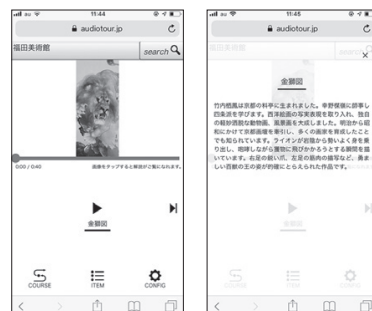 au 11:44
audiotour.jp
福田美術館
search
0:00 / 0:40
画像をタップすると解説がご覧になれます。
金獅図
COURSE
ITEM
CONFIG
au 11:45
audiotour.jp
福田美術館
search
×
金獅図
竹内栖鳳は京都の料亭に生まれました。幸野楳嶺に師事し
四条派を学びます。西洋絵画の写実表現を取り入れ、独自
の軽妙洒脱な動物画、風景画を大成しました。明治から昭
和にかけて京都画壇を牽引し、多くの画家を育成したこと
でも知られています。ライオンが岩陰から勢いよく身を乗
り出し、咆哮しながら獲物に飛びかかろうとする瞬間を描
いています。右足の鋭い爪、左足の筋肉の描写など、勇ま
しい百獣の王の姿が的確にとらえられた作品です。
金獅図
COURSE
ITEM
CONFIG